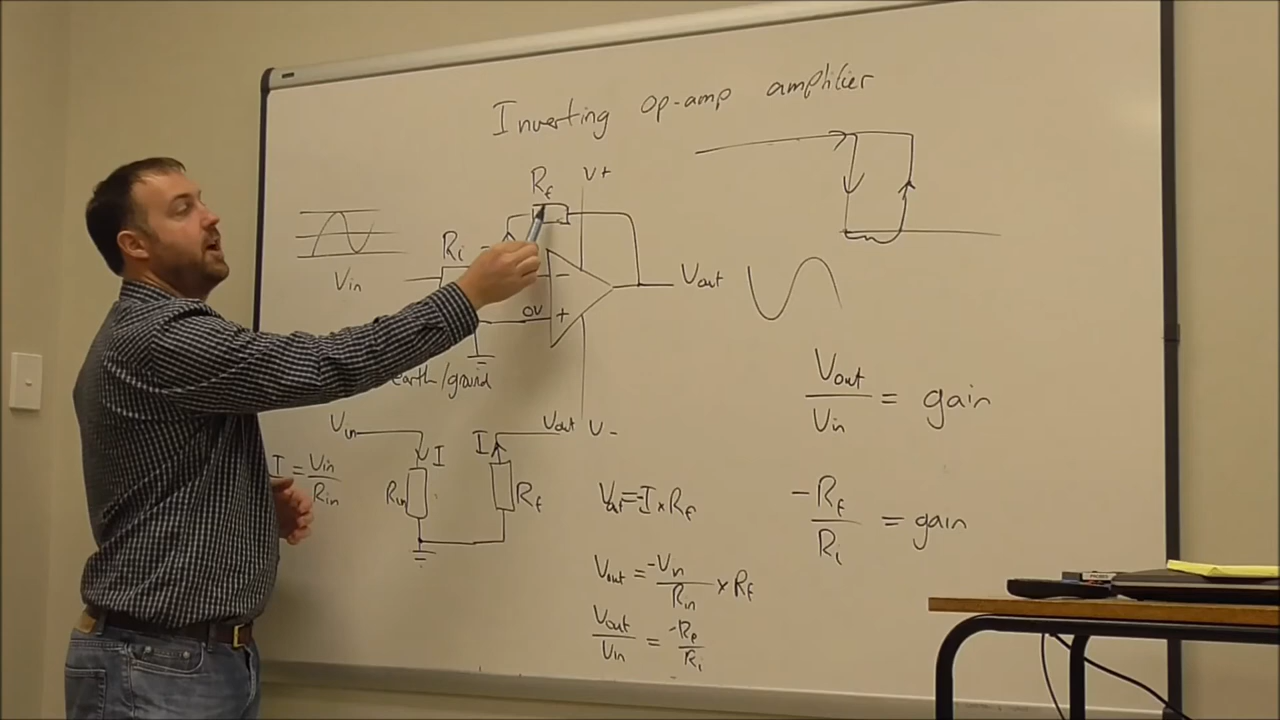 Inverting op-amp amplifier
Rf V+
Ri
Vin
- Vout
0V +
earth/ground
Vout/Vin = gain
Vin I I Vout V-
I = Vin/Rin
Rin Rf
Vout = -I x Rf
-Rf/Ri = gain
Vout = -Vin/Rin x Rf
Vout/Vin = -Rf/Ri